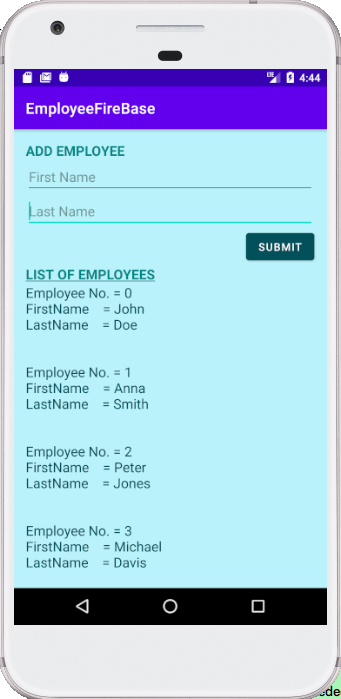 4:44
EmployeeFireBase
ADD EMPLOYEE
First Name
Last Name
SUBMIT
LIST OF EMPLOYEES
Employee No. = 0
FirstName = John
LastName = Doe
Employee No. = 1
FirstName = Anna
LastName = Smith
Employee No. = 2
FirstName = Peter
LastName = Jones
Employee No. = 3
FirstName = Michael
LastName = Davis